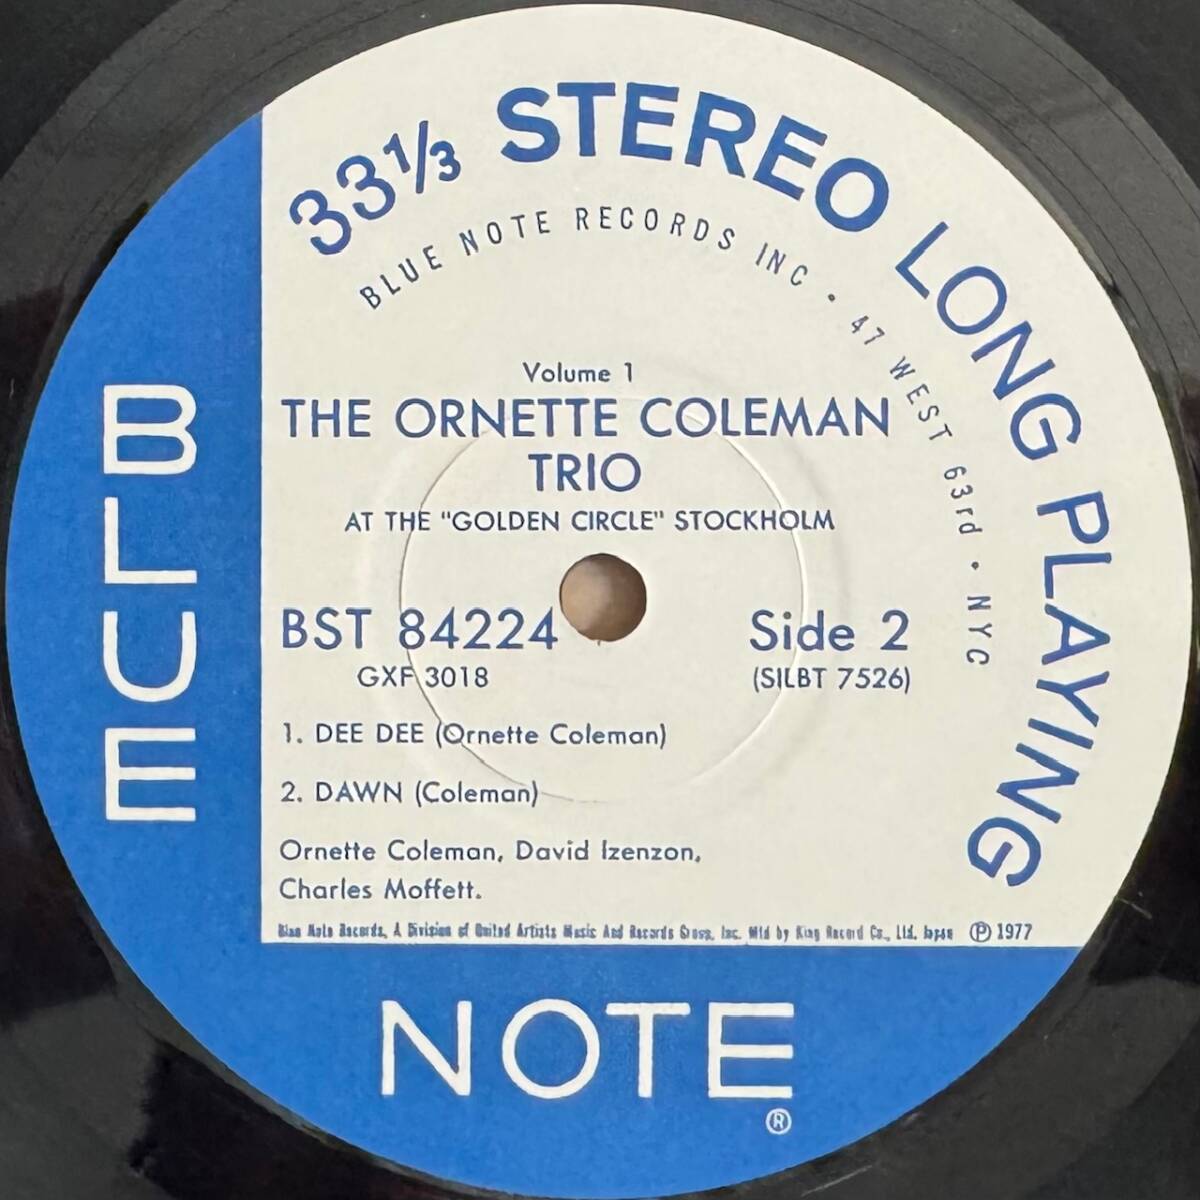 33⅓ STEREO LONG PLAYING
BLUE NOTE RECORDS INC · 47 WEST 63rd · NYC
Volume 1
THE ORNETTE COLEMAN
TRIO
AT THE "GOLDEN CIRCLE" STOCKHOLM
BST 84224 Side 2
GXF 3018 (SILBT 7526)
1. DEE DEE (Ornette Coleman)
2. DAWN (Coleman)
Ornette Coleman, David Izenzon,
Charles Moffett.
Blue Note Records, A Division of United Artists Music And Records Group, Inc. Mfd by King Record Co., Ltd. Japan ℗ 1977
BLUE
NOTE
®